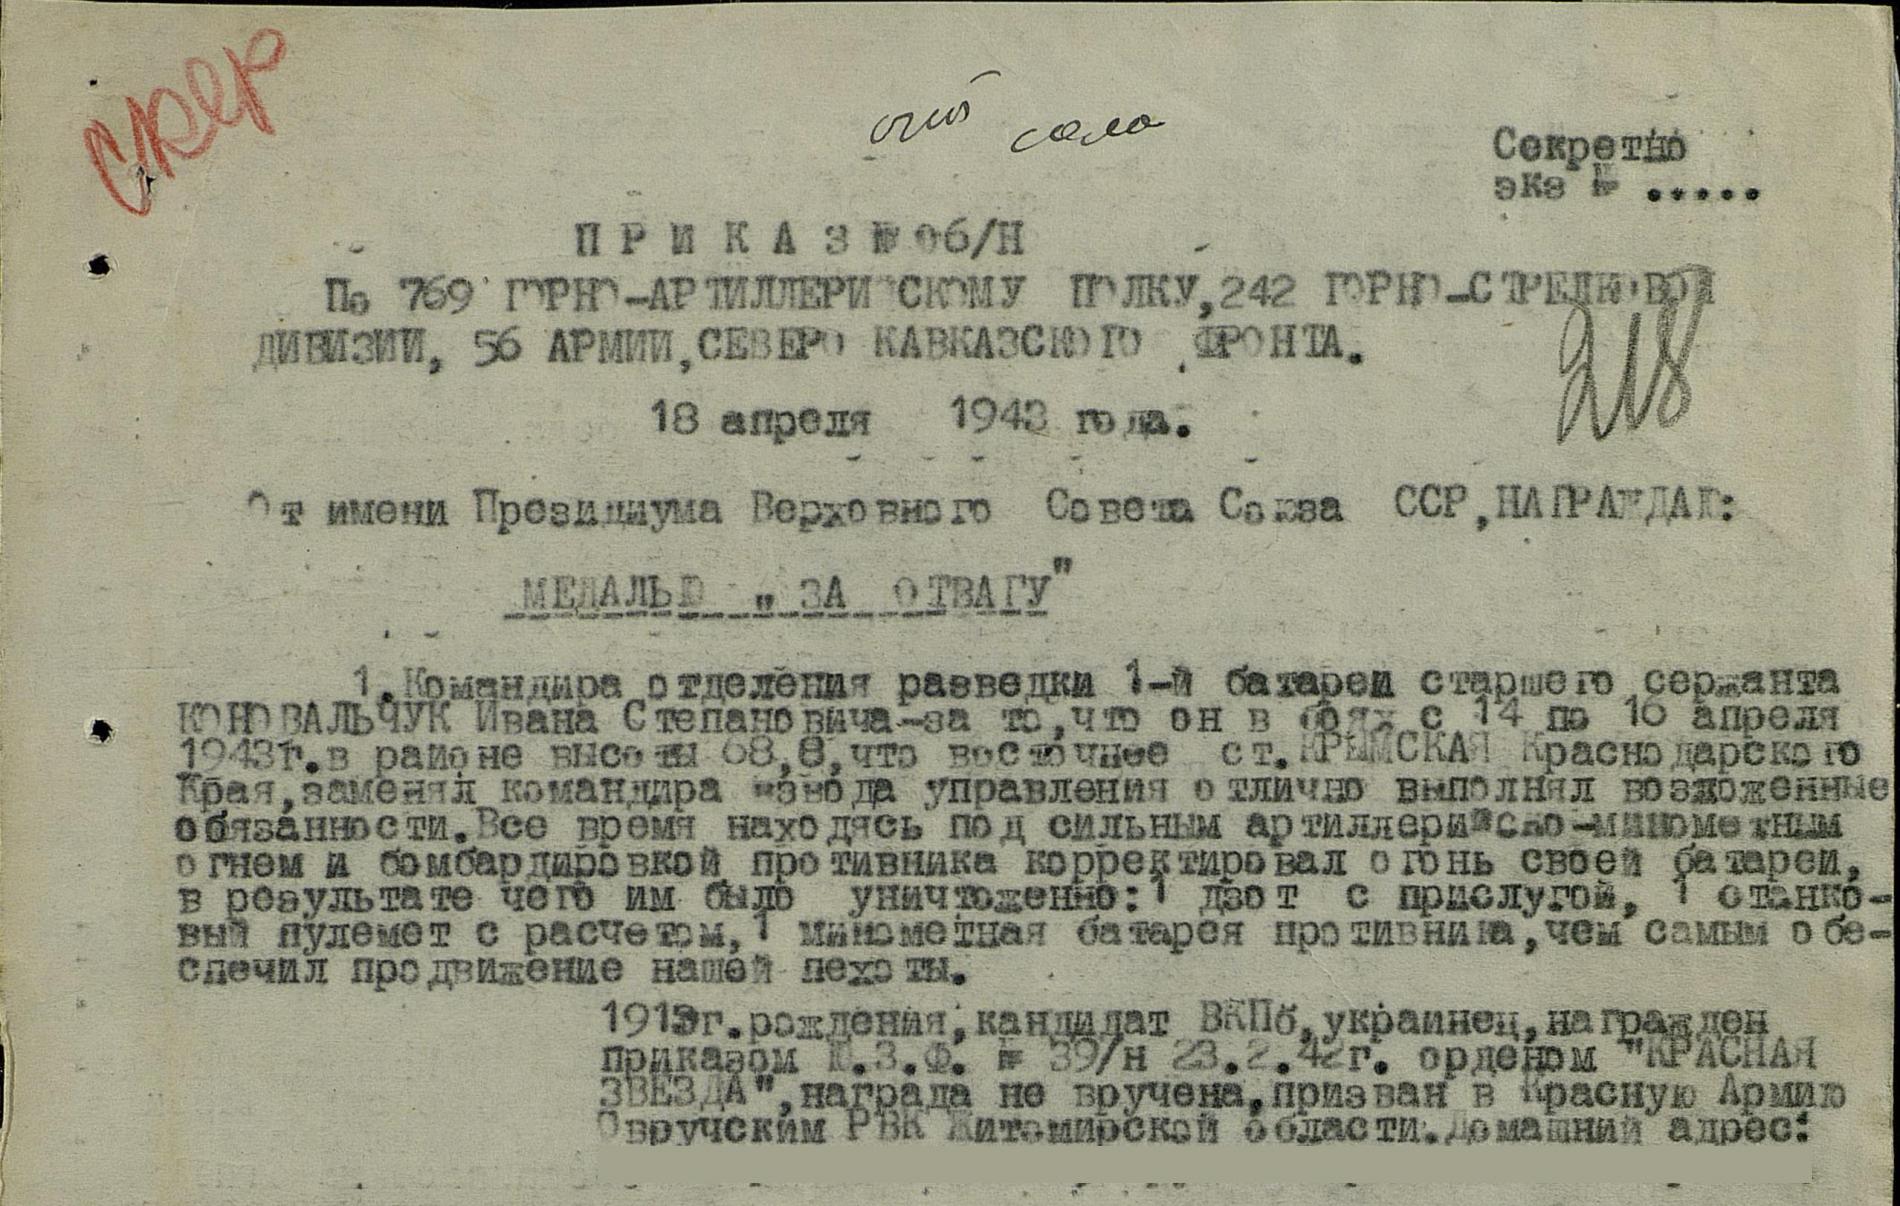 Секретно
экз № .....
П Р И К А З № 06/Н
По 769 ГОРНО-АРТИЛЛЕРИЙСКОМУ ПОЛКУ, 242 ГОРНО-СТРЕЛКОВОЙ
ДИВИЗИИ, 56 АРМИИ, СЕВЕРО КАВКАЗСКОГО ФРОНТА.
218
18 апреля 1943 года.
От имени Президиума Верховного Совета Союза ССР, НАГРАЖДАЮ:
МЕДАЛЬЮ „ ЗА ОТВАГУ"
1. Командира отделения разведки 1-й батареи старшего сержанта
КОНОВАЛЬЧУК Ивана Степановича-за то, что он в боях с 14 по 16 апреля
1943г. в районе высоты 68,8, что восточнее ст. КРЫМСКАЯ Краснодарского
Края, заменял командира взвода управления отлично выполнял возложенные
обязанности. Все время находясь под сильным артиллерийско-минометным
огнем и бомбардировкой противника корректировал огонь своей батареи,
в результате чего им было уничтоженно: 1 дзот с прислугой, 1 станко-
вый пулемет с расчетом, 1 минометная батарея противника, чем самым обе-
спечил продвижение нашей пехоты.
г. рождения, кандидат ВКПб, украинец, награжден
приказом Ю.З.Ф. № 39/н 23.2.42г. орденом "КРАСНАЯ
ЗВЕЗДА", награда не вручена, призван в Красную Армию
Овручским РВК Житомирской области. Домашний адрес: